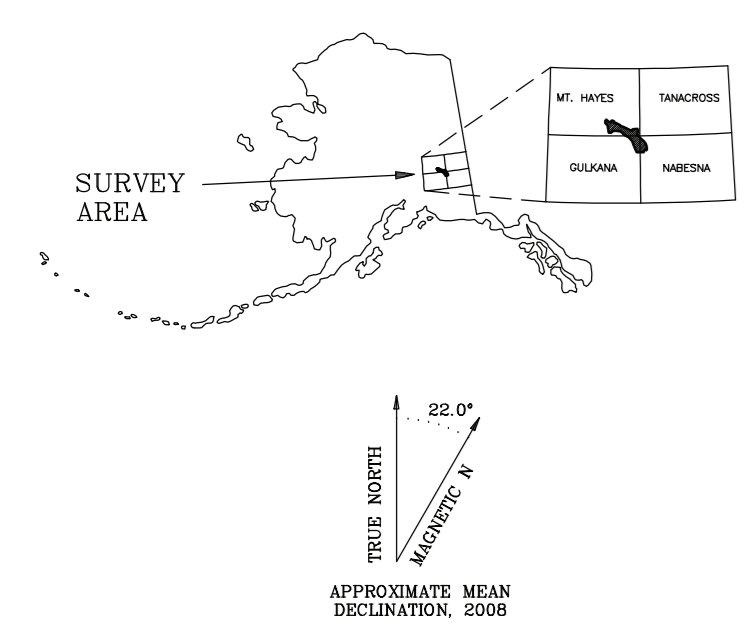 MT. HAYES
TANACROSS
GULKANA
NABESNA
SURVEY
AREA
22.0°
TRUE NORTH
MAGNETIC N
APPROXIMATE MEAN
DECLINATION, 2008